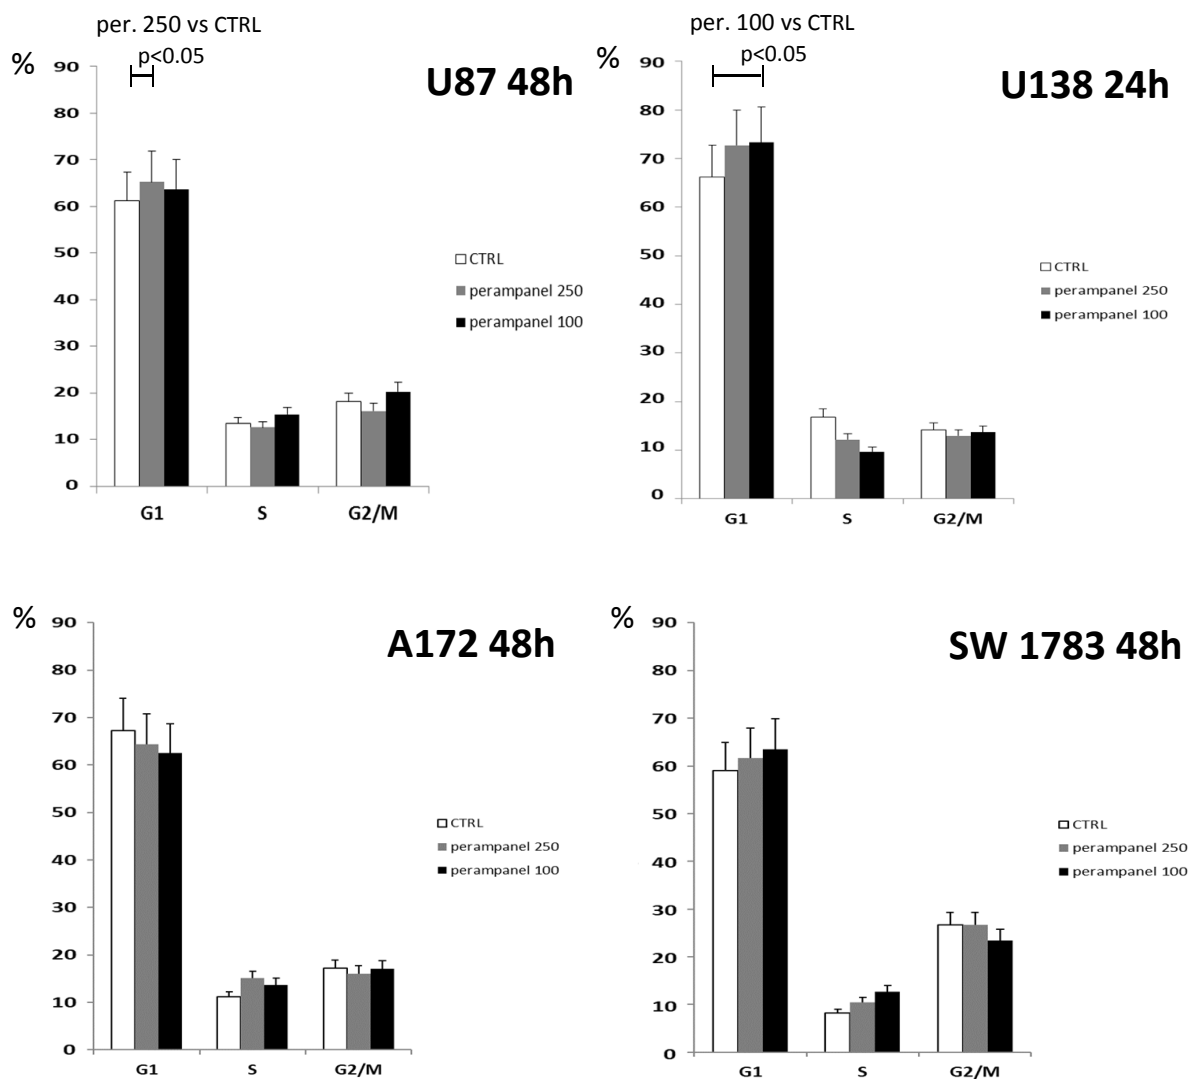 per. 250 vs CTRL
p<0.05
%
U87 48h
90
80
70
60
50
40
30
20
10
0
G1 S G2/M
CTRL
perampanel 250
perampanel 100
per. 100 vs CTRL
p<0.05
%
U138 24h
90
80
70
60
50
40
30
20
10
0
G1 S G2/M
CTRL
perampanel 250
perampanel 100
%
A172 48h
90
80
70
60
50
40
30
20
10
0
G1 S G2/M
CTRL
perampanel 250
perampanel 100
%
SW 1783 48h
90
80
70
60
50
40
30
20
10
0
G1 S G2/M
CTRL
perampanel 250
perampanel 100